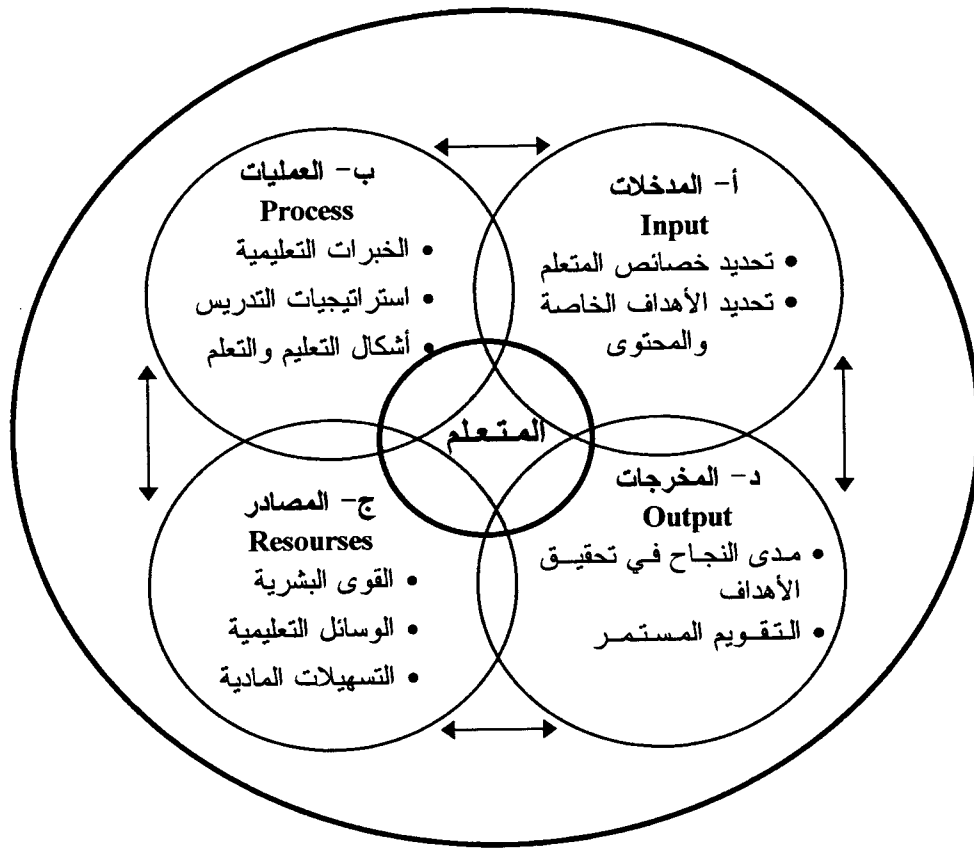 أ- المدخلات
Input
• تحديد خصائص المتعلم
• تحديد الأهداف الخاصة
والمحتوى
ب- العمليات
Process
• الخبرات التعليمية
• استراتيجيات التدريس
• أشكال التعليم والتعلم
المتعلم
ج- المصادر
Resourses
• القوى البشرية
• الوسائل التعليمية
• التسهيلات المادية
د- المخرجات
Output
• مدى النجاح في تحقيق
الأهداف
• التقويم المستمر